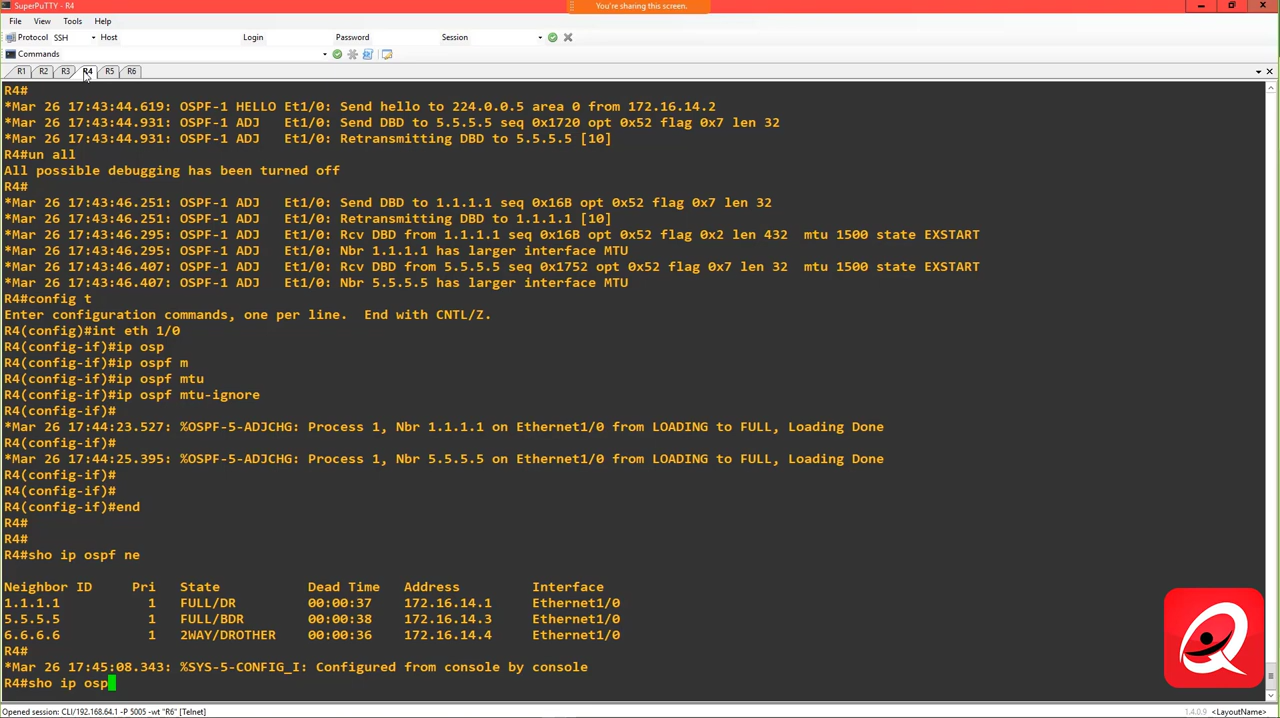 SuperPuTTY - R4
You're sharing this screen.
File View Tools Help
Protocol SSH Host Login Password Session
Commands
R1 R2 R3 R4 R5 R6
R4#
*Mar 26 17:43:44.619: OSPF-1 HELLO Et1/0: Send hello to 224.0.0.5 area 0 from 172.16.14.2
*Mar 26 17:43:44.931: OSPF-1 ADJ   Et1/0: Send DBD to 5.5.5.5 seq 0x1720 opt 0x52 flag 0x7 len 32
*Mar 26 17:43:44.931: OSPF-1 ADJ   Et1/0: Retransmitting DBD to 5.5.5.5 [10]
R4#un all
All possible debugging has been turned off
R4#
*Mar 26 17:43:46.251: OSPF-1 ADJ   Et1/0: Send DBD to 1.1.1.1 seq 0x16B opt 0x52 flag 0x7 len 32
*Mar 26 17:43:46.251: OSPF-1 ADJ   Et1/0: Retransmitting DBD to 1.1.1.1 [10]
*Mar 26 17:43:46.295: OSPF-1 ADJ   Et1/0: Rcv DBD from 1.1.1.1 seq 0x16B opt 0x52 flag 0x2 len 432  mtu 1500 state EXSTART
*Mar 26 17:43:46.295: OSPF-1 ADJ   Et1/0: Nbr 1.1.1.1 has larger interface MTU
*Mar 26 17:43:46.407: OSPF-1 ADJ   Et1/0: Rcv DBD from 5.5.5.5 seq 0x1752 opt 0x52 flag 0x7 len 32  mtu 1500 state EXSTART
*Mar 26 17:43:46.407: OSPF-1 ADJ   Et1/0: Nbr 5.5.5.5 has larger interface MTU
R4#config t
Enter configuration commands, one per line.  End with CNTL/Z.
R4(config)#int eth 1/0
R4(config-if)#ip osp
R4(config-if)#ip ospf m
R4(config-if)#ip ospf mtu
R4(config-if)#ip ospf mtu-ignore
R4(config-if)#
*Mar 26 17:44:23.527: %OSPF-5-ADJCHG: Process 1, Nbr 1.1.1.1 on Ethernet1/0 from LOADING to FULL, Loading Done
R4(config-if)#
*Mar 26 17:44:25.395: %OSPF-5-ADJCHG: Process 1, Nbr 5.5.5.5 on Ethernet1/0 from LOADING to FULL, Loading Done
R4(config-if)#
R4(config-if)#
R4(config-if)#end
R4#
R4#
R4#sho ip ospf ne
Neighbor ID     Pri   State           Dead Time   Address         Interface
1.1.1.1           1   FULL/DR         00:00:37    172.16.14.1     Ethernet1/0
5.5.5.5           1   FULL/BDR        00:00:38    172.16.14.3     Ethernet1/0
6.6.6.6           1   2WAY/DROTHER    00:00:36    172.16.14.4     Ethernet1/0
R4#
*Mar 26 17:45:08.343: %SYS-5-CONFIG_I: Configured from console by console
R4#sho ip osp
Opened session: CLI/192.168.64.1 -P 5005 -wt "R6" [Telnet]
1.4.0.9
<LayoutName>